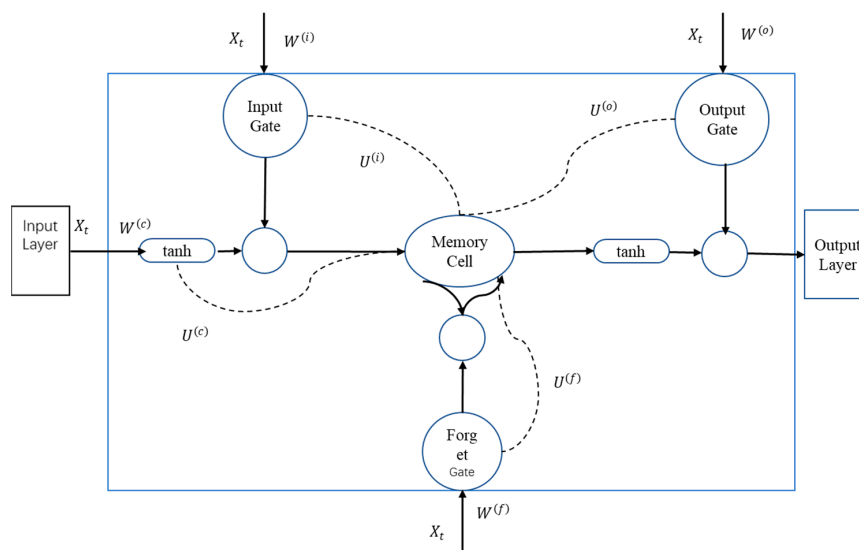 X_t W^(i)
X_t W^(o)
Input
Gate
Output
Gate
U^(o)
U^(i)
Input
Layer
X_t W^(c)
tanh
Memory
Cell
tanh
Output
Layer
U^(c)
U^(f)
Forg
et
Gate
X_t W^(f)